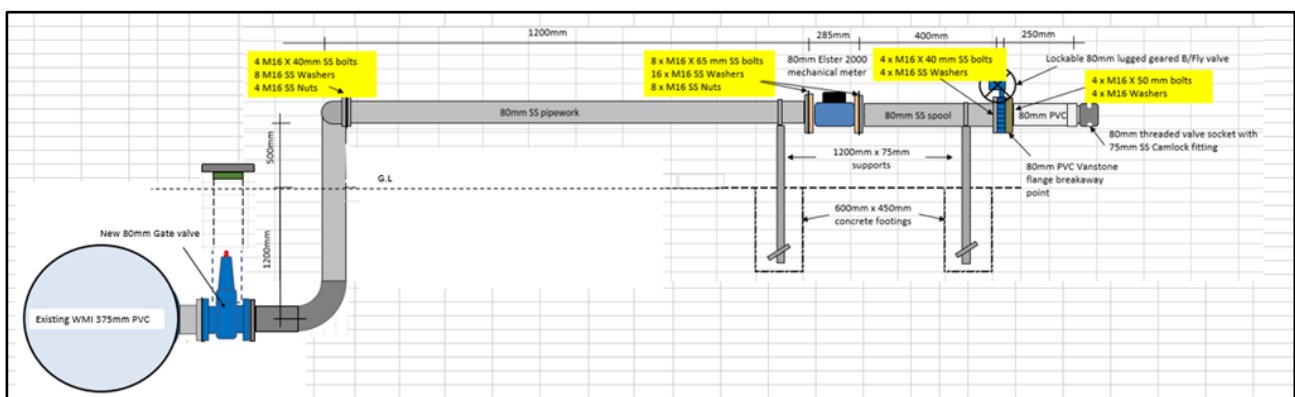 1200mm
285mm
400mm
250mm
4 M16 X 40mm SS bolts
8 M16 SS Washers
4 M16 SS Nuts
8 x M16 X 65 mm SS bolts
16 x M16 SS Washers
8 x M16 SS Nuts
80mm Elster 2000
mechanical meter
4 x M16 X 40 mm SS bolts
4 x M16 SS Washers
Lockable 80mm lugged geared B/Fly valve
4 x M16 X 50 mm bolts
4 x M16 Washers
80mm SS pipework
80mm SS spool
80mm PVC
80mm threaded valve socket with
75mm SS Camlock fitting
500mm
1200mm x 75mm
supports
80mm PVC Vanstone
flange breakaway
point
G.L
600mm x 450mm
concrete footings
New 80mm Gate valve
1200mm
Existing WMI 375mm PVC